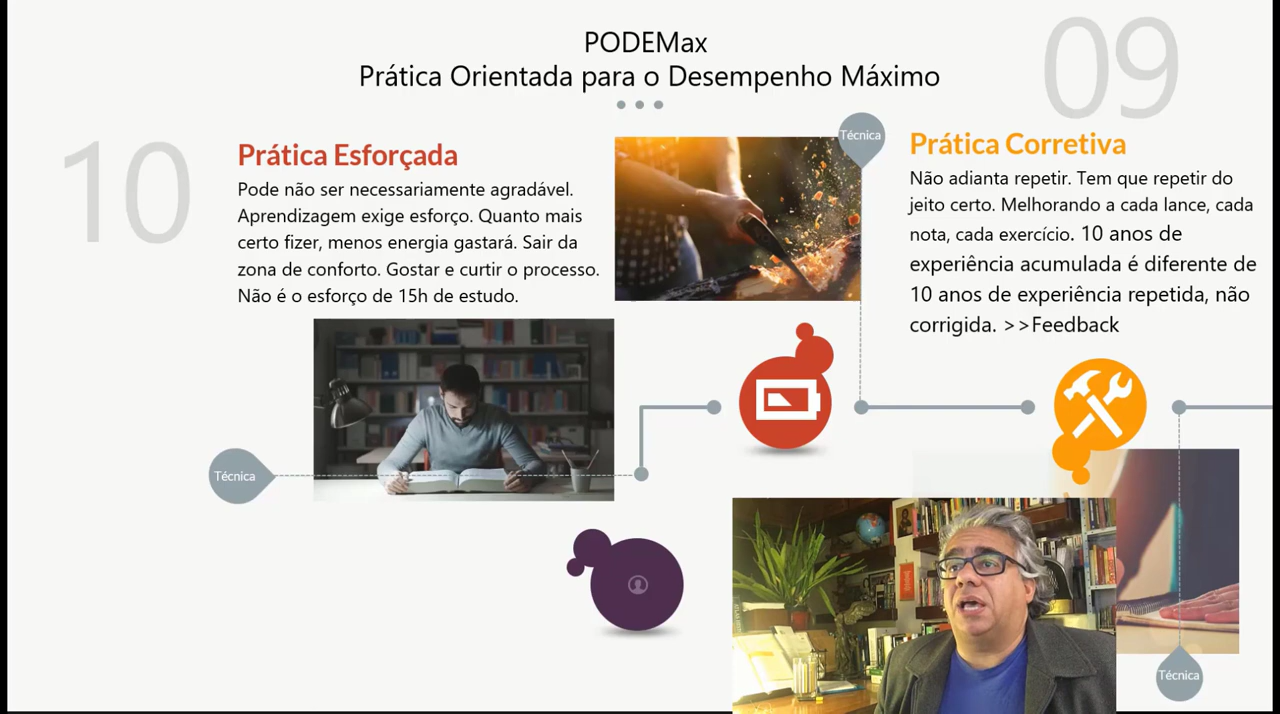 PODEMax
Prática Orientada para o Desempenho Máximo
10
Prática Esforçada
Pode não ser necessariamente agradável.
Aprendizagem exige esforço. Quanto mais
certo fizer, menos energia gastará. Sair da
zona de conforto. Gostar e curtir o processo.
Não é o esforço de 15h de estudo.
Técnica
Técnica
09
Prática Corretiva
Não adianta repetir. Tem que repetir do
jeito certo. Melhorando a cada lance, cada
nota, cada exercício. 10 anos de
experiência acumulada é diferente de
10 anos de experiência repetida, não
corrigida. >>Feedback
Técnica